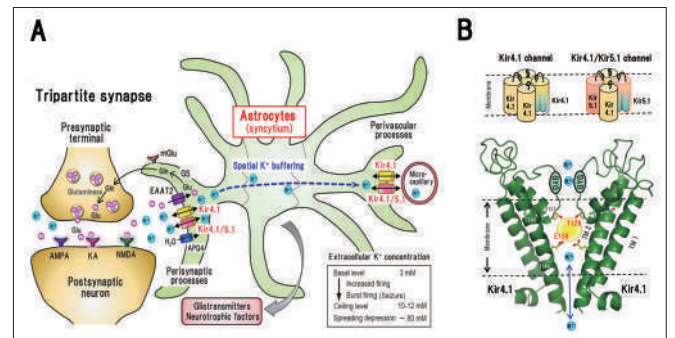 A
Tripartite synapse
Presynaptic
terminal
Glutaminase
Gln
Glu
Glu
AMPA
KA
NMDA
Postsynaptic
neuron
mGlu
Gln
GS
Glu
EAAT2
Kir4.1
Kir4.1/5.1
H₂O
AQP4
Perisynaptic
processes
Astrocytes
(syncytium)
Spatial K⁺ buffering
Perivascular
processes
Kir4.1
Kir4.1/5.1
Micro-
capillary
Gliotransmitters
Neurotrophic factors
Extracellular K⁺ concentration
Basal level 3 mM
Increased firing
Burst firing (Seizure)
Ceiling level 10-12 mM
Spreading depression ~ 80 mM
B
Kir4.1 channel
Kir4.1/Kir5.1 channel
Membrane
Kir
4.1
Kir
4.1
Kir4.1
Kir
5.1
Kir
4.1
Kir5.1
K⁺
K⁺
T128
E158
Membrane
K⁺
Kir4.1
Kir4.1
K⁺